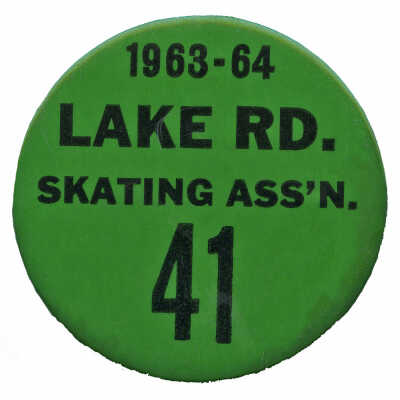 1963-64
LAKE RD.
SKATING ASS'N.
41